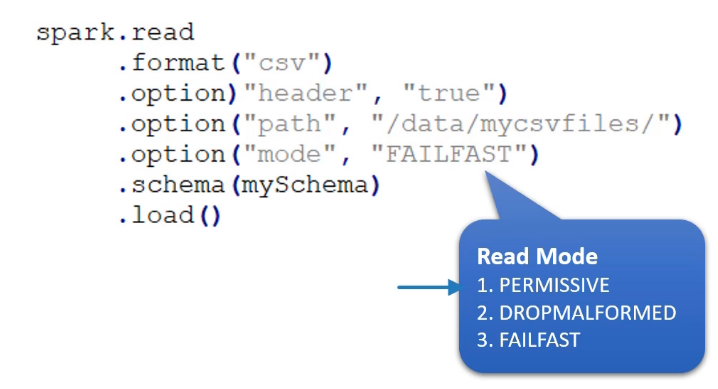 spark.read
.format("csv")
.option)"header", "true")
.option("path", "/data/mycsvfiles/")
.option("mode", "FAILFAST")
.schema(mySchema)
.load()
Read Mode
1. PERMISSIVE
2. DROPMALFORMED
3. FAILFAST